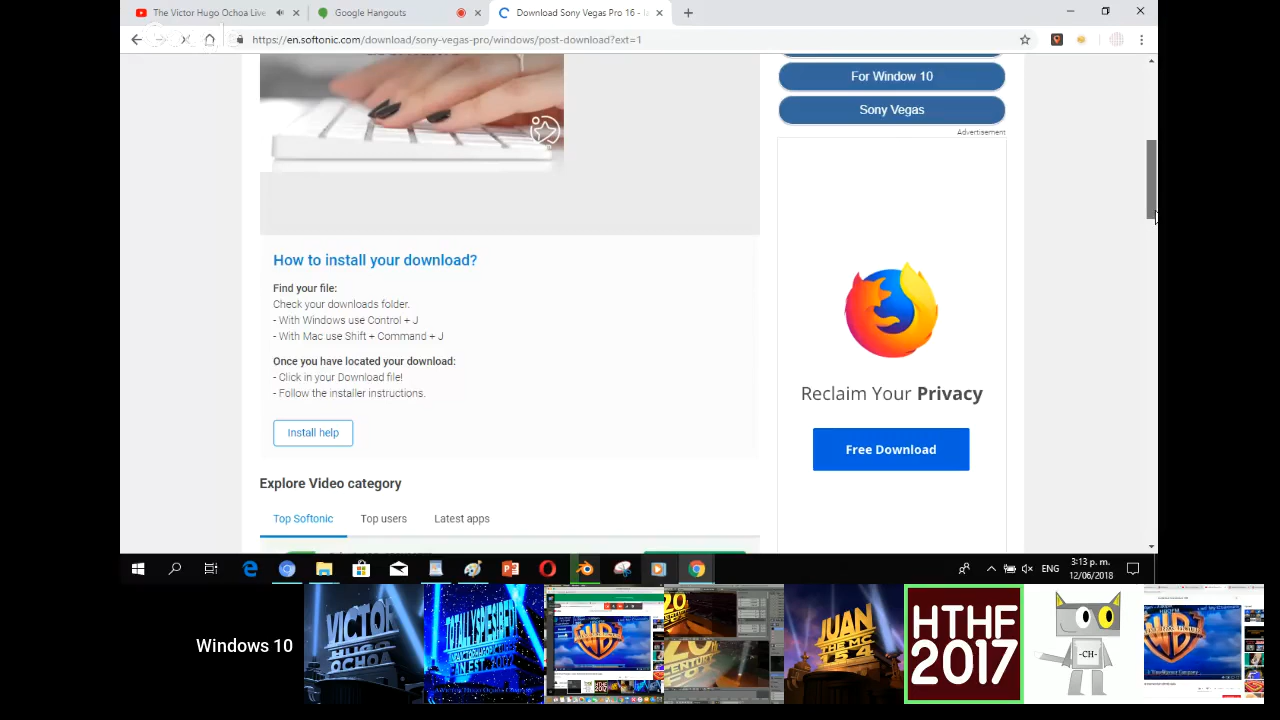 The Victor Hugo Ochoa Live
Google Hangouts
Download Sony Vegas Pro 16 - la
https://en.softonic.com/download/sony-vegas-pro/windows/post-download?ext=1
For Window 10
Sony Vegas
Advertisement
How to install your download?
Find your file:
Check your downloads folder.
- With Windows use Control + J
- With Mac use Shift + Command + J
Once you have located your download:
- Click in your Download file!
- Follow the installer instructions.
Install help
Reclaim Your Privacy
Free Download
Explore Video category
Top Softonic
Top users
Latest apps
ENG
3:13 p. m.
12/06/2018
Windows 10
JUAN
THE MC
HTHF
2017
-CH-